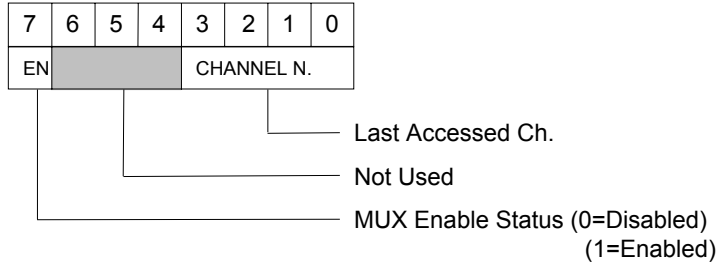 7 6 5 4 3 2 1 0
EN CHANNEL N.
Last Accessed Ch.
Not Used
MUX Enable Status (0=Disabled)
(1=Enabled)